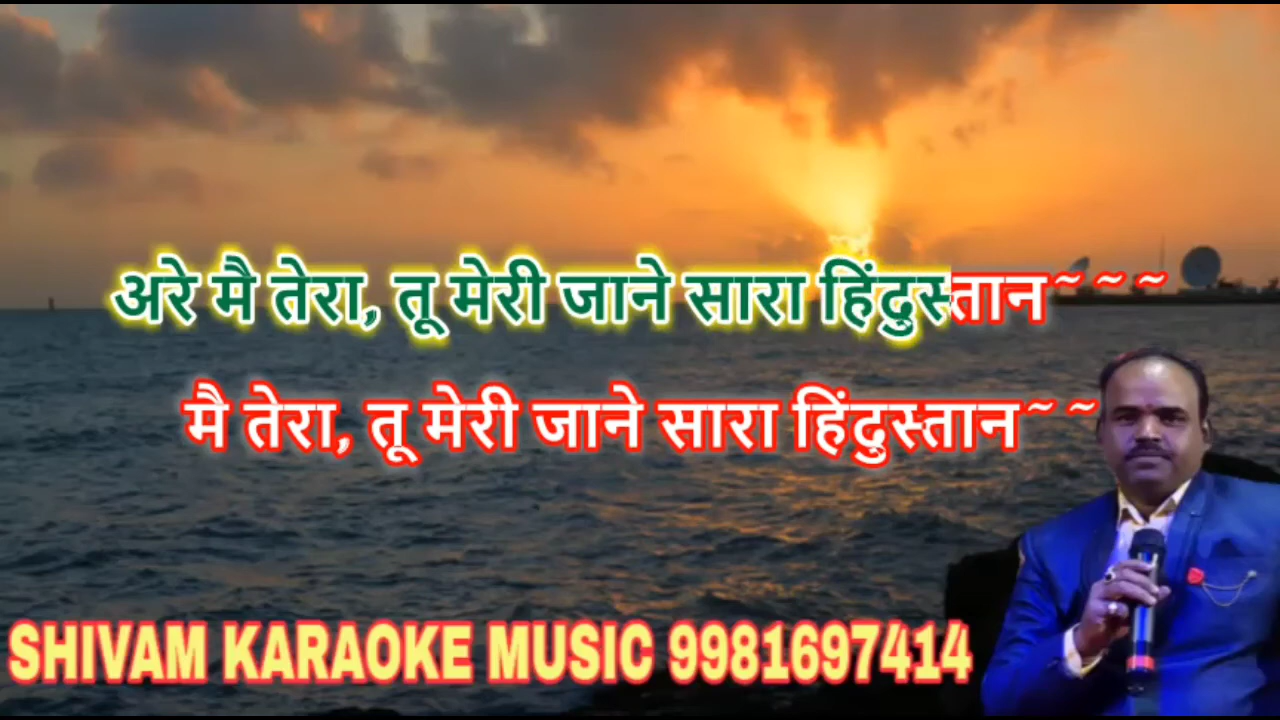 अरे मै तेरा, तू मेरी जाने सारा हिंदुस्तान~~~
मै तेरा, तू मेरी जाने सारा हिंदुस्तान~~
SHIVAM KARAOKE MUSIC 9981697414